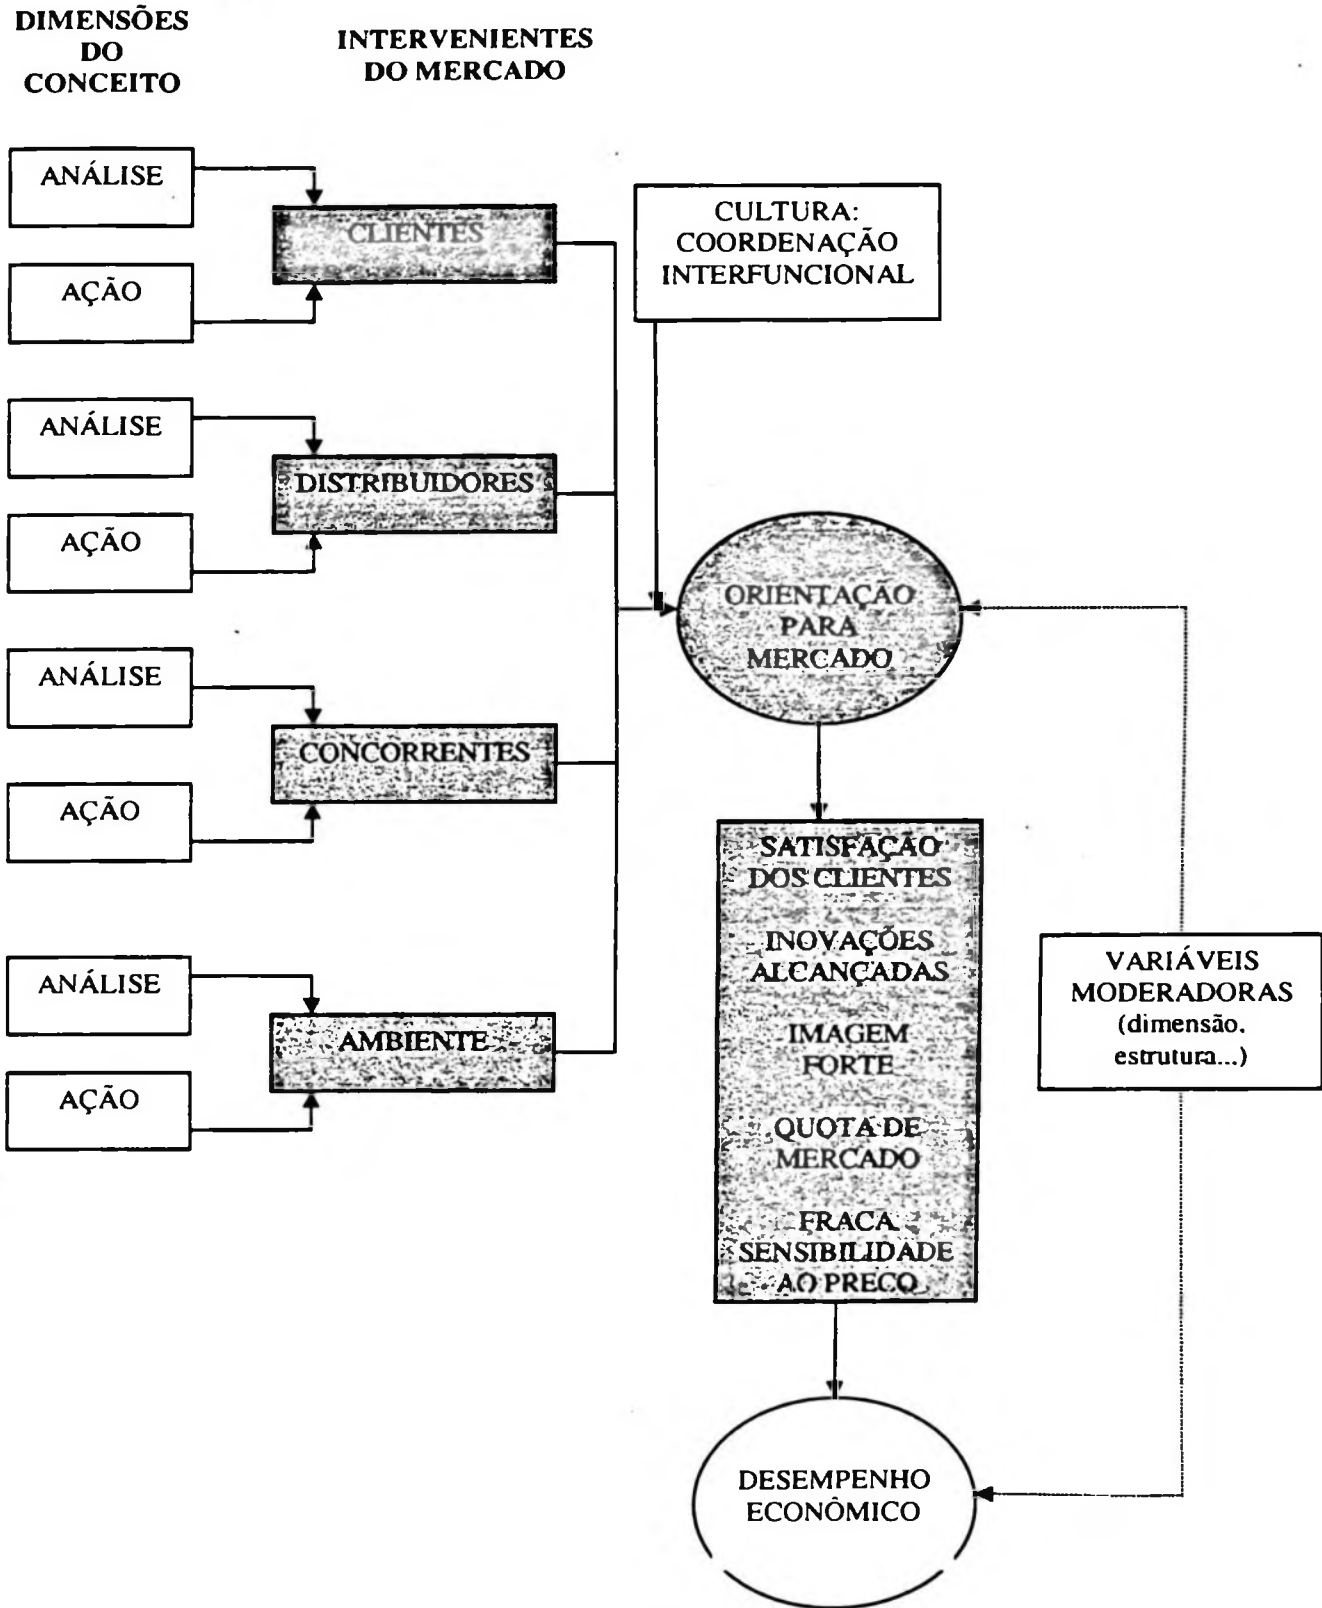 DIMENSÕES
DO
CONCEITO
INTERVENIENTES
DO MERCADO
ANÁLISE
CLIENTES
AÇÃO
CULTURA:
COORDENAÇÃO
INTERFUNCIONAL
ANÁLISE
DISTRIBUIDORES
AÇÃO
ORIENTAÇÃO
PARA
MERCADO
ANÁLISE
CONCORRENTES
AÇÃO
SATISFAÇÃO
DOS CLIENTES
INOVAÇÕES
ALCANÇADAS
IMAGEM
FORTE
QUOTA DE
MERCADO
FRACA
SENSIBILIDADE
AO PREÇO
VARIÁVEIS
MODERADORAS
(dimensão,
estrutura...)
ANÁLISE
AMBIENTE
AÇÃO
DESEMPENHO
ECONÔMICO